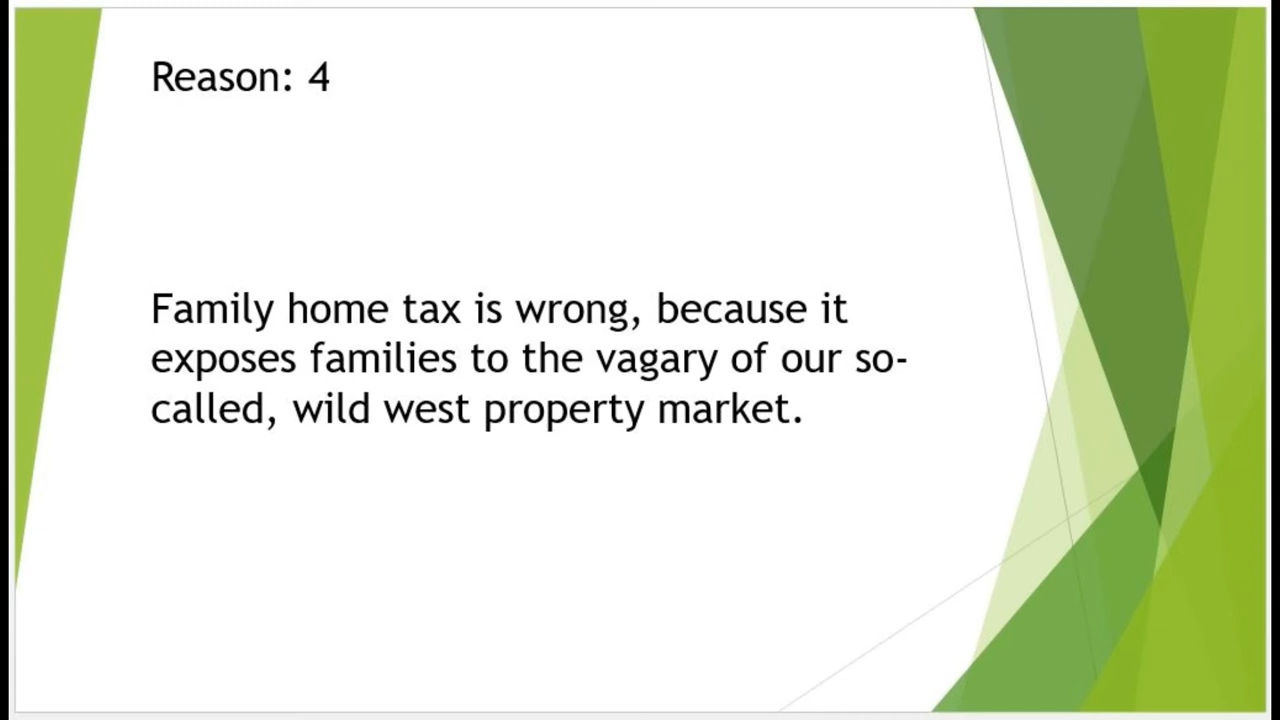 Reason: 4
Family home tax is wrong, because it
exposes families to the vagary of our so-
called, wild west property market.